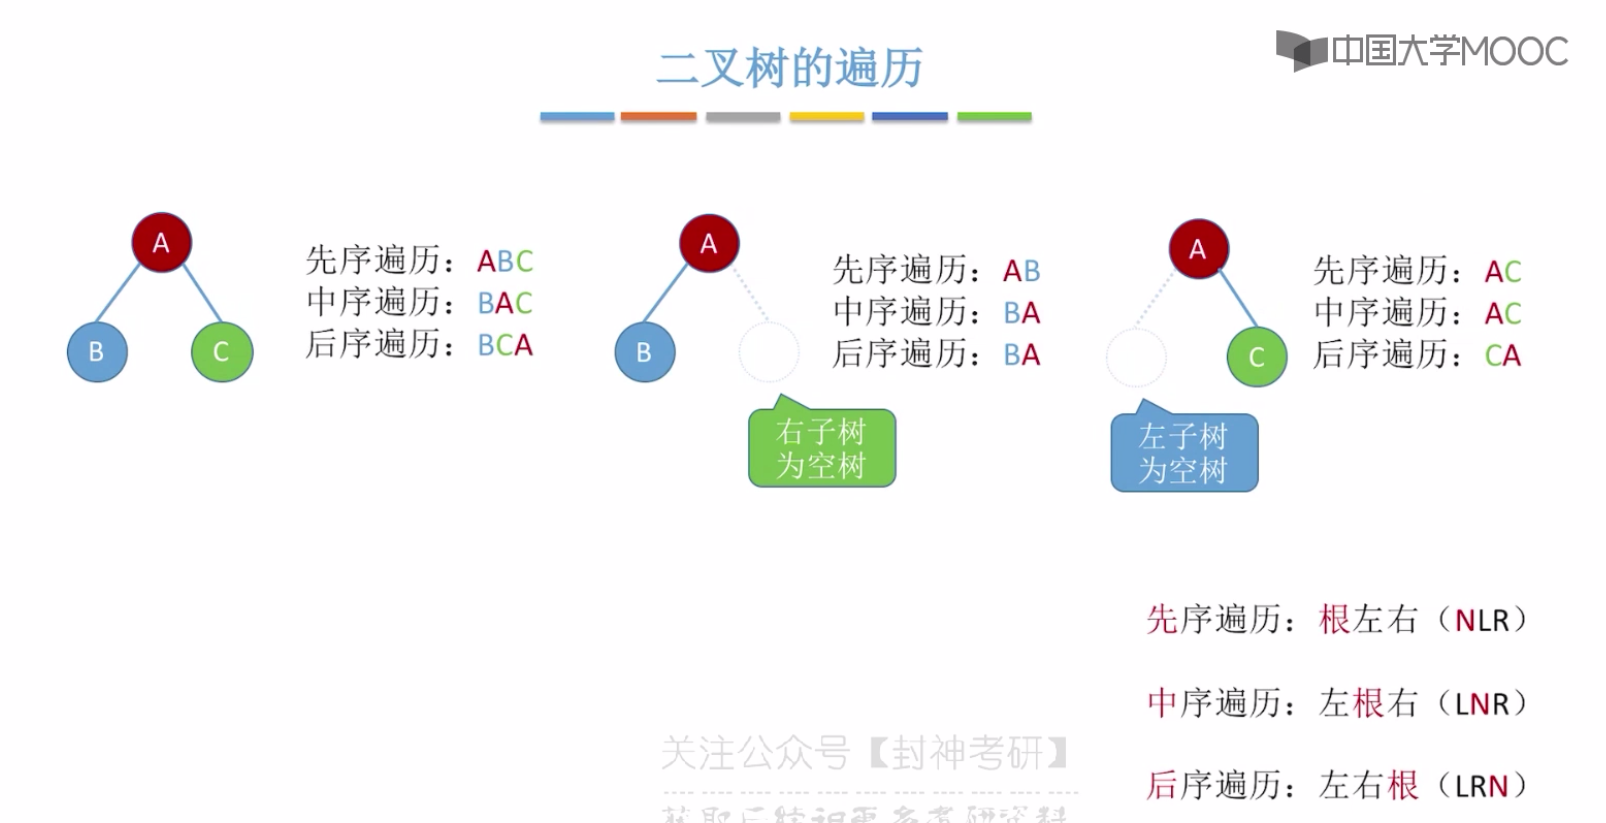 中国大学MOOC
二叉树的遍历
A
B
C
先序遍历：ABC
中序遍历：BAC
后序遍历：BCA
A
B
先序遍历：AB
中序遍历：BA
后序遍历：BA
右子树
为空树
A
C
先序遍历：AC
中序遍历：AC
后序遍历：CA
左子树
为空树
先序遍历：根左右（NLR）
中序遍历：左根右（LNR）
后序遍历：左右根（LRN）
关注公众号【封神考研】